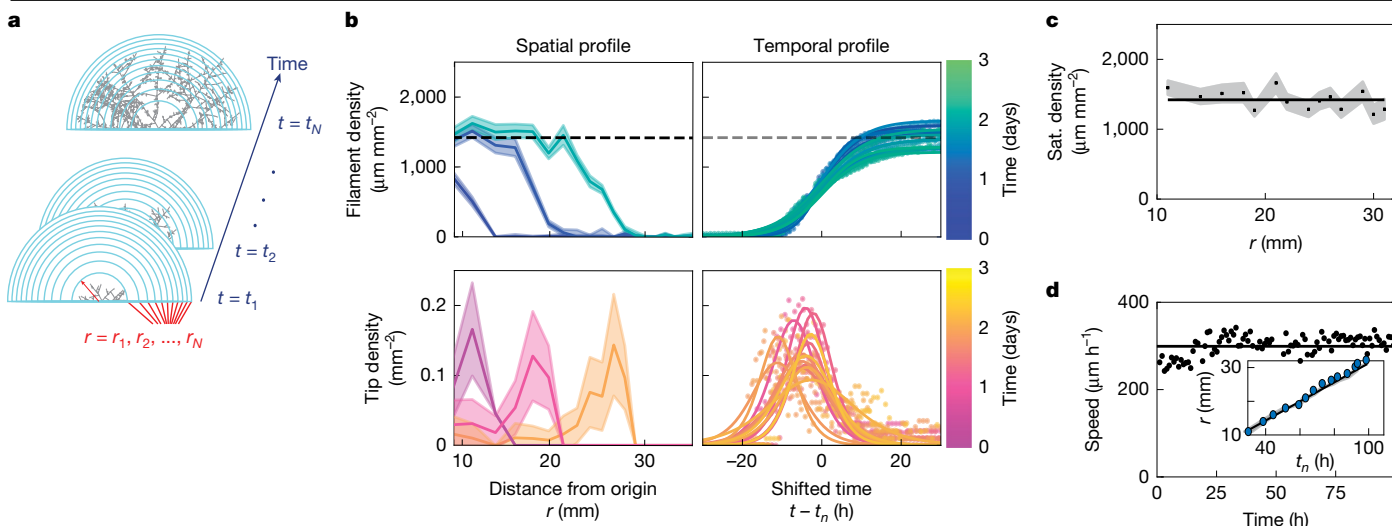 a
Time
t = tN
t = t2
t = t1
r = r1, r2, ..., rN
b
Spatial profile
Temporal profile
Filament density
(µm mm−2)
2,000
1,000
0
3
2
1
0
Time (days)
Tip density
(mm−2)
0.2
0.1
0
3
2
1
0
Time (days)
10
20
30
Distance from origin
r (mm)
−20
0
20
Shifted time
t − tn (h)
c
Sat. density
(µm mm−2)
2,000
1,000
0
10
20
30
r (mm)
d
Speed (µm h−1)
400
200
0
0
25
50
75
Time (h)
r (mm)
30
10
40
100
tn (h)